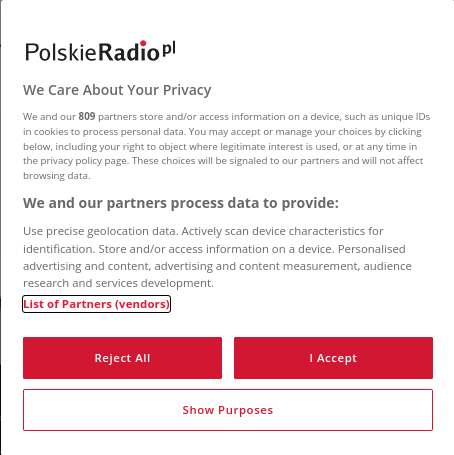 PolskieRadio.pl
We Care About Your Privacy
We and our 809 partners store and/or access information on a device, such as unique IDs
in cookies to process personal data. You may accept or manage your choices by clicking
below, including your right to object where legitimate interest is used, or at any time in
the privacy policy page. These choices will be signaled to our partners and will not affect
browsing data.
We and our partners process data to provide:
Use precise geolocation data. Actively scan device characteristics for
identification. Store and/or access information on a device. Personalised
advertising and content, advertising and content measurement, audience
research and services development.
List of Partners (vendors)
Reject All
I Accept
Show Purposes